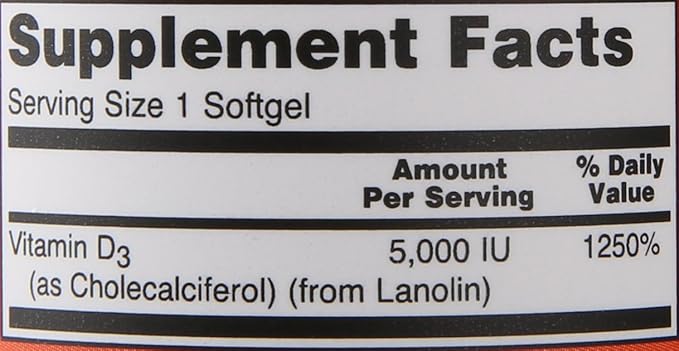 Supplement Facts
Serving Size 1 Softgel
Amount Per Serving
% Daily Value
Vitamin D3 5,000 IU 1250%
(as Cholecalciferol) (from Lanolin)